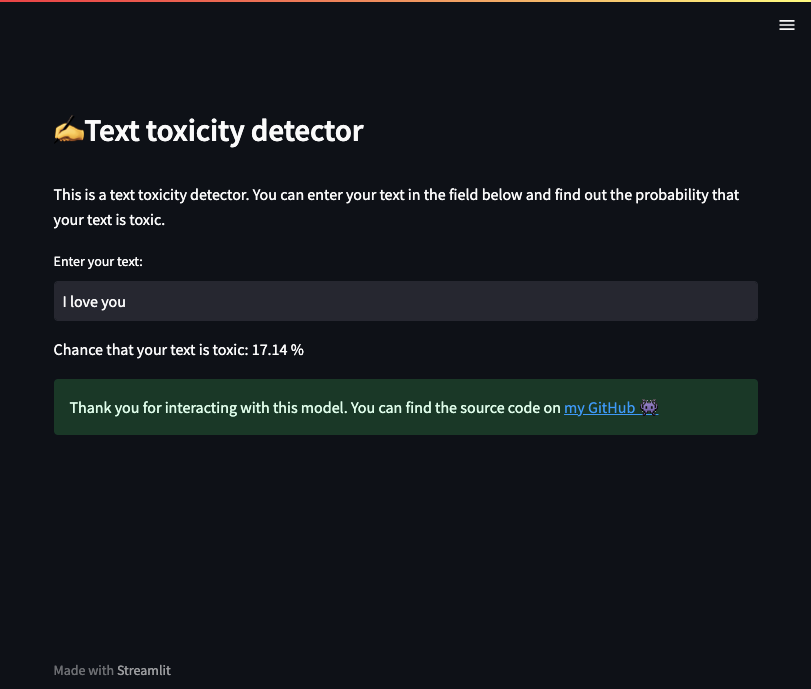 ✍️Text toxicity detector
This is a text toxicity detector. You can enter your text in the field below and find out the probability that
your text is toxic.
Enter your text:
I love you
Chance that your text is toxic: 17.14 %
Thank you for interacting with this model. You can find the source code on my GitHub 👾
Made with Streamlit